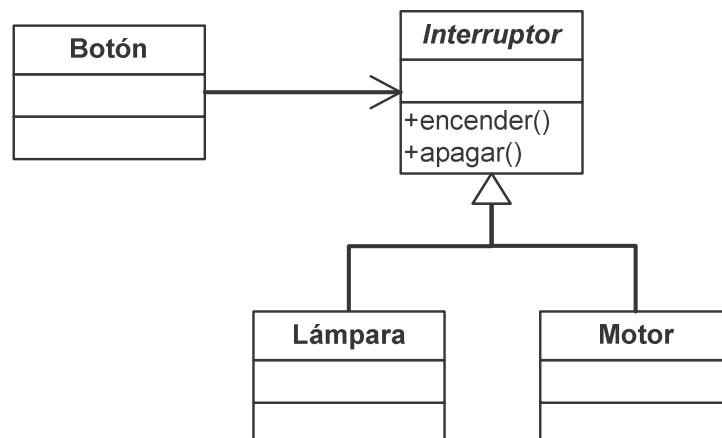 Botón
Interruptor
+encender()
+apagar()
Lámpara
Motor